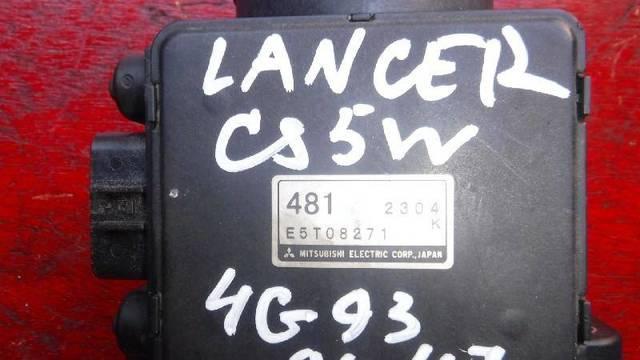 LANCER
CS5W
481 2304
K
E5T08271
MITSUBISHI ELECTRIC CORP., JAPAN
4G93